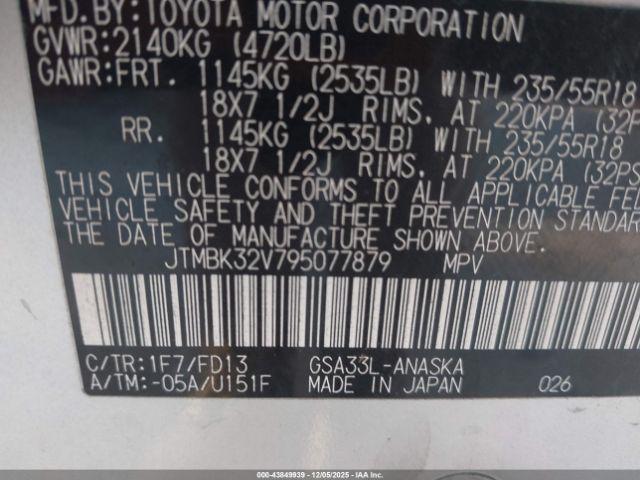 MFD.BY:TOYOTA MOTOR CORPORATION
GVWR:2140KG (4720LB)
GAWR:FRT. 1145KG (2535LB) WITH 235/55R18
18X7 1/2J RIMS, AT 220KPA (32P
RR. 1145KG (2535LB) WITH 235/55R18
18X7 1/2J RIMS, AT 220KPA (32PS
THIS VEHICLE CONFORMS TO ALL APPLICABLE FE
VEHICLE SAFETY AND THEFT PREVENTION STANDAR
THE DATE OF MANUFACTURE SHOWN ABOVE.
JTMBK32V795077879 MPV
C/TR:1F7/FD13 GSA33L-ANASKA
A/TM:-05A/U151F MADE IN JAPAN 026
000-43849939 - 12/05/2025 - IAA Inc.